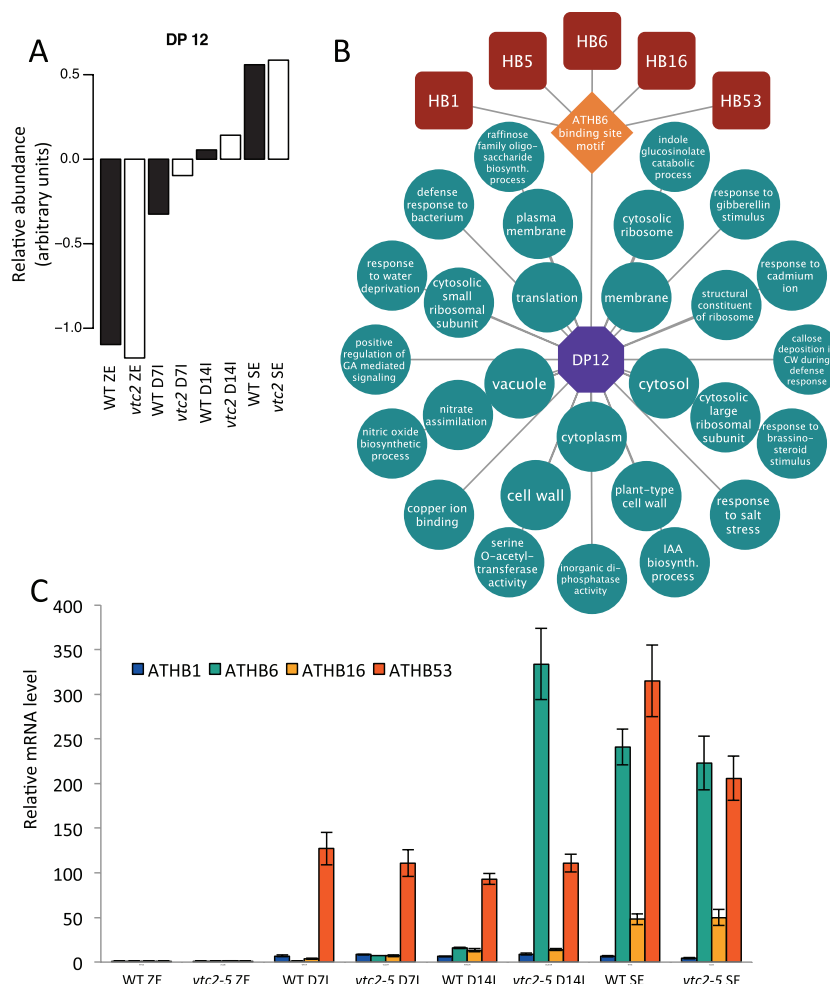 A
DP 12
Relative abundance
(arbitrary units)
0.5
0.0
−0.5
−1.0
WT ZE
vtc2 ZE
WT D7I
vtc2 D7I
WT D14I
vtc2 D14I
WT SE
vtc2 SE
B
HB1
HB5
HB6
HB16
HB53
ATHB6
binding site
motif
raffinose
family oligo-
saccharide
biosynth.
process
indole
glucosinolate
catabolic
process
defense
response to
bacterium
plasma
membrane
cytosolic
ribosome
response to
gibberellin
stimulus
response
to water
deprivation
cytosolic
small
ribosomal
subunit
translation
membrane
structural
constituent
of ribosome
response to
cadmium
ion
positive
regulation of
GA mediated
signaling
DP12
callose
deposition i
CW during
defense
response
vacuole
cytosol
nitrate
assimilation
cytosolic
large
ribosomal
subunit
nitric oxide
biosynthetic
process
cytoplasm
response to
brassino-
steroid
stimulus
copper ion
binding
cell wall
plant-type
cell wall
response
to salt
stress
serine
O-acetyl-
transferase
activity
inorganic di-
phosphatase
activity
IAA
biosynth.
process
C
Relative mRNA level
400
350
300
250
200
150
100
50
0
ATHB1 ATHB6 ATHB16 ATHB53
WT ZE vtc2-5 ZE WT D7I vtc2-5 D7I WT D14I vtc2-5 D14I WT SE vtc2-5 SE